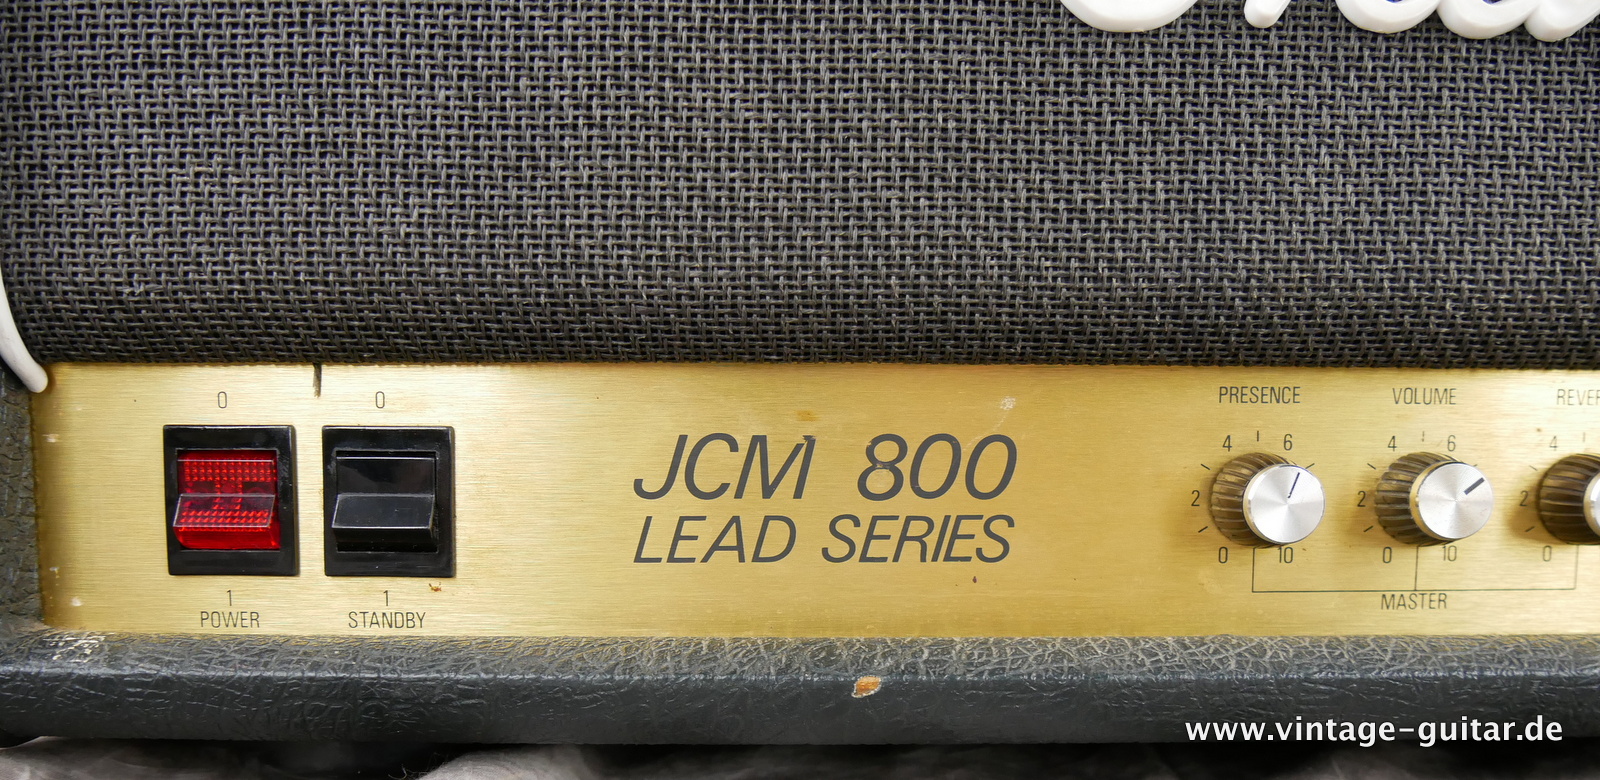 0
0
JCM 800
LEAD SERIES
1
POWER
1
STANDBY
PRESENCE
0 2 4 6 10
VOLUME
0 2 4 6 10
0 2 4
MASTER
www.vintage-guitar.de